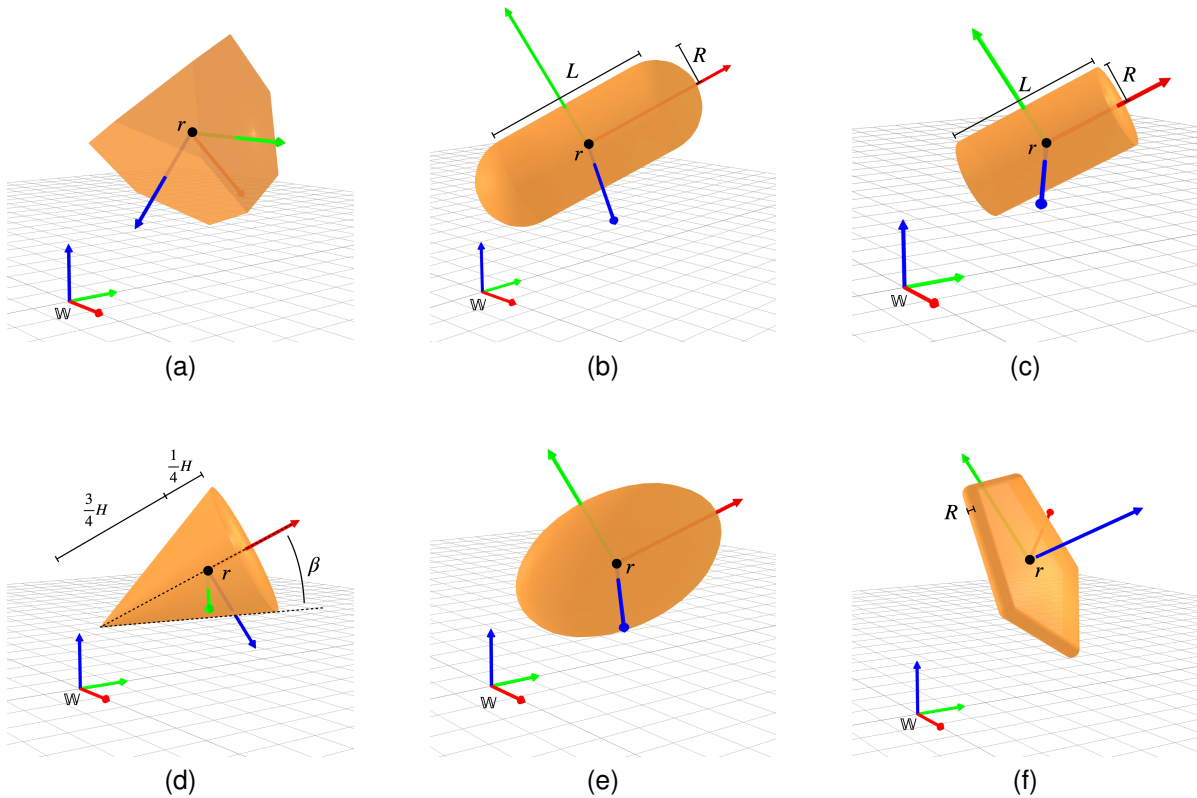 r
𝕎
(a)
L
R
r
𝕎
(b)
L
R
r
𝕎
(c)
1/4 H
3/4 H
r
β
𝕎
(d)
r
𝕎
(e)
R
r
𝕎
(f)